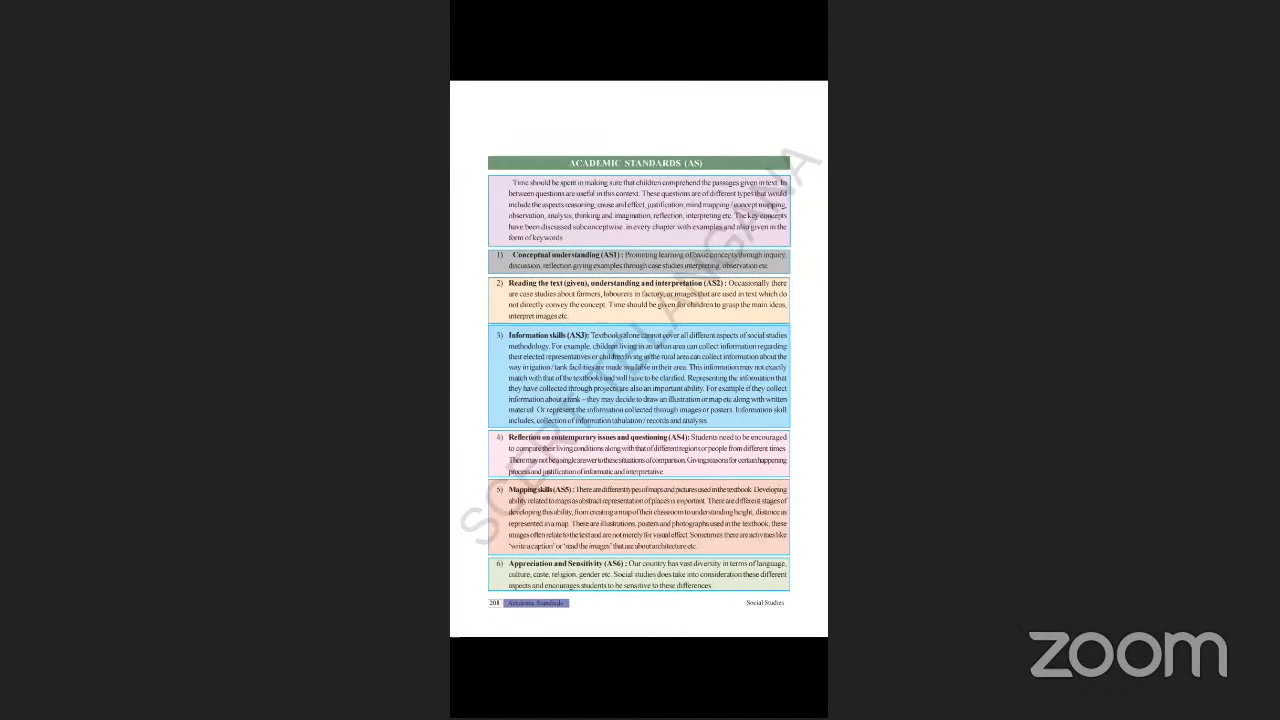 ACADEMIC STANDARDS (AS)
Time should be spent in making sure that children comprehend the passages given in text. In
between questions are useful in this context. These questions are of different types that would
include the aspects reasoning, cause and effect, justification, mind mapping / concept mapping,
observation, analysis, thinking and imagination, reflection, interpreting etc. The key concepts
have been discussed subconceptwise in every chapter with examples and also given in the
form of keywords
1) Conceptual understanding (AS1) : Promoting learning of basic concepts through inquiry,
discussion, reflection giving examples through case studies interpreting, observation etc
2) Reading the text (given), understanding and interpretation (AS2) : Occasionally there
are case studies about farmers, labourers in factory, or images that are used in text which do
not directly convey the concept. Time should be given for children to grasp the main ideas,
interpret images etc.
3) Information skills (AS3): Textbooks alone cannot cover all different aspects of social studies
methodology. For example, children living in an urban area can collect information regarding
their elected representatives or children living in the rural area can collect information about the
way irrigation / tank facilities are made available in their area. This information may not exactly
match with that of the textbooks and will have to be clarified. Representing the information that
they have collected through projects are also an important ability. For example if they collect
information about a tank – they may decide to draw an illustration or map etc along with written
material. Or represent the information collected through images or posters. Information skill
includes, collection of information tabulation / records and analysis.
4) Reflection on contemporary issues and questioning (AS4): Students need to be encouraged
to compare their living conditions along with that of different regions or people from different times.
There may not be a single answer to these situations of comparison. Giving reasons for certain happening
process and justification of informatic and interpretative.
5) Mapping skills (AS5) : There are different types of maps and pictures used in the textbook. Developing
ability related to maps as abstract representation of places is important. There are different stages of
developing this ability, from creating a map of their classroom to understanding height, distance as
represented in a map. There are illustrations, posters and photographs used in the textbook, these
images often relate to the text and are not merely for visual effect. Sometimes there are activities like
'write a caption' or 'read the images' that are about architecture etc.
6) Appreciation and Sensitivity (AS6) : Our country has vast diversity in terms of language,
culture, caste, religion, gender etc. Social studies does take into consideration these different
aspects and encourages students to be sensitive to these differences.
208 Academic Standards Social Studies
SCERT TELANGANA
zoom